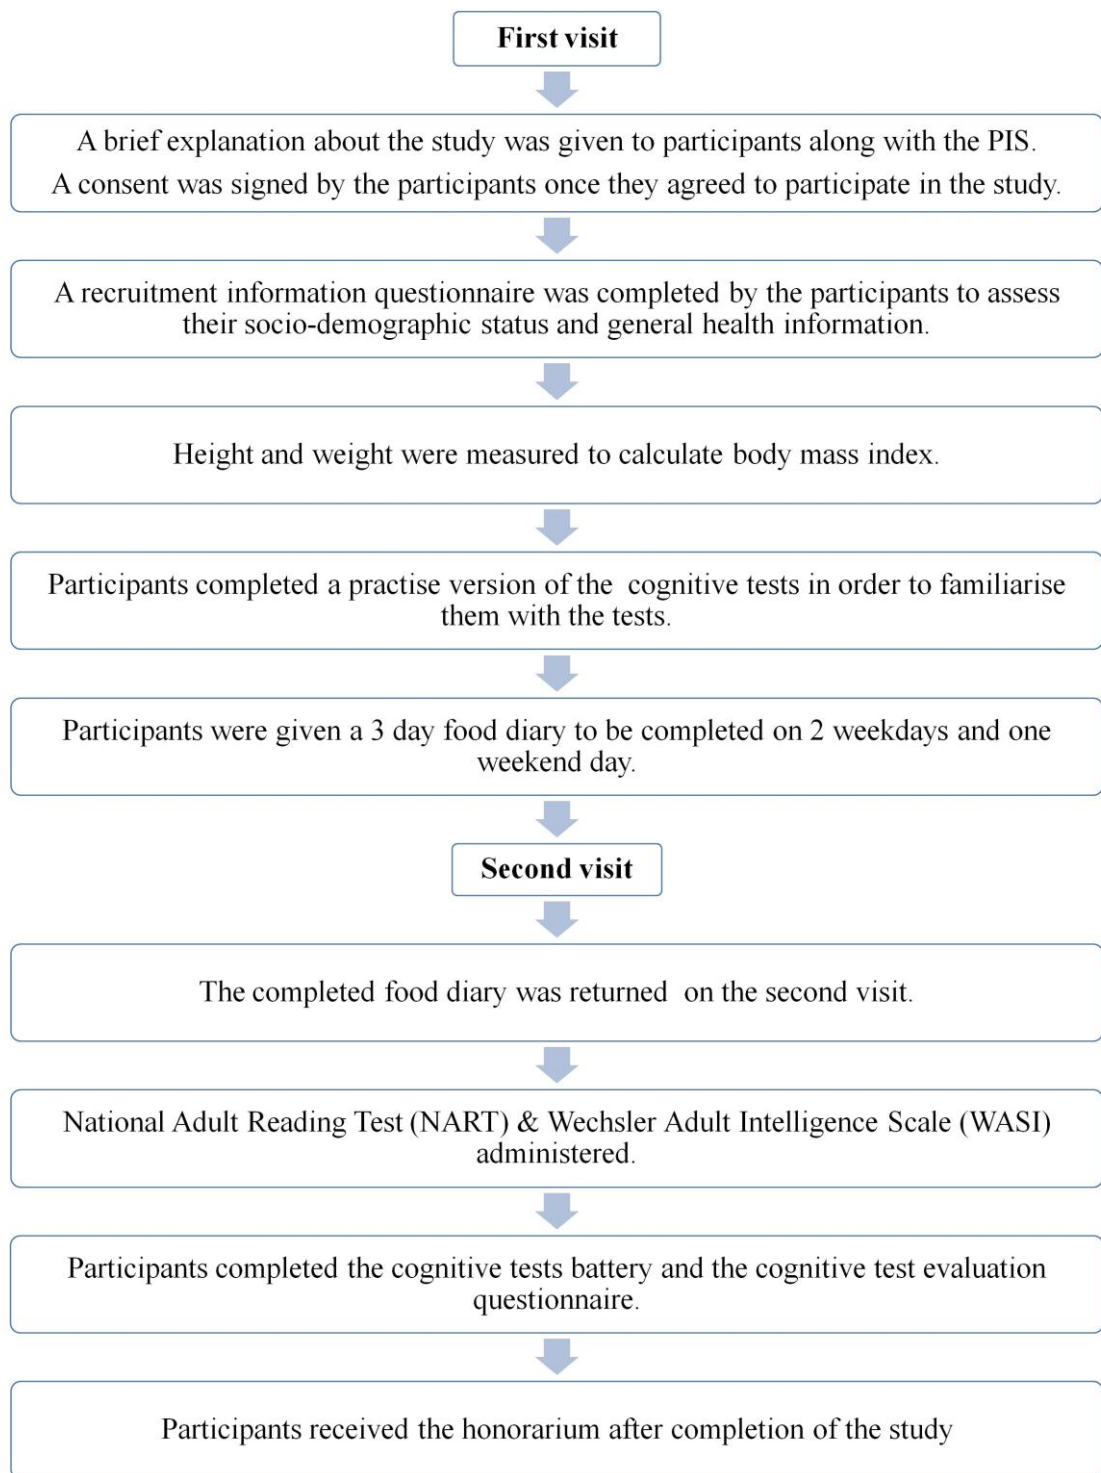 First visit
A brief explanation about the study was given to participants along with the PIS.
A consent was signed by the participants once they agreed to participate in the study.
A recruitment information questionnaire was completed by the participants to assess
their socio-demographic status and general health information.
Height and weight were measured to calculate body mass index.
Participants completed a practise version of the cognitive tests in order to familiarise
them with the tests.
Participants were given a 3 day food diary to be completed on 2 weekdays and one
weekend day.
Second visit
The completed food diary was returned on the second visit.
National Adult Reading Test (NART) & Wechsler Adult Intelligence Scale (WASI)
administered.
Participants completed the cognitive tests battery and the cognitive test evaluation
questionnaire.
Participants received the honorarium after completion of the study